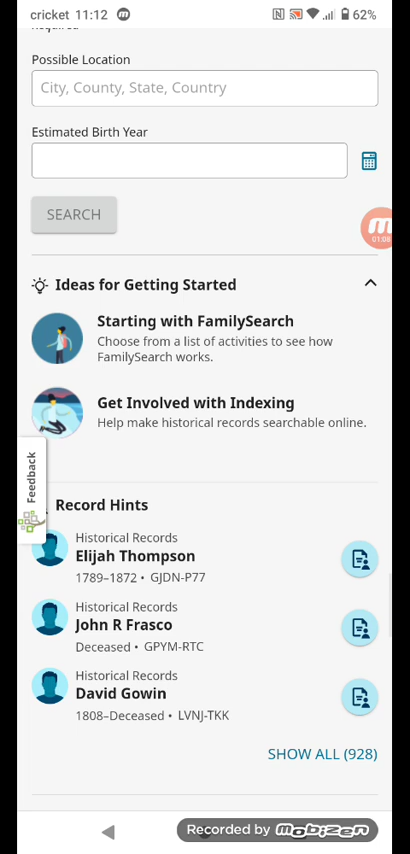 cricket 11:12 62%
Required
Possible Location
City, County, State, Country
Estimated Birth Year
SEARCH
01:08
Ideas for Getting Started
Starting with FamilySearch
Choose from a list of activities to see how
FamilySearch works.
Get Involved with Indexing
Help make historical records searchable online.
Feedback
Record Hints
Historical Records
Elijah Thompson
1789–1872 • GJDN-P77
Historical Records
John R Frasco
Deceased • GPYM-RTC
Historical Records
David Gowin
1808–Deceased • LVNJ-TKK
SHOW ALL (928)
Recorded by mobizen